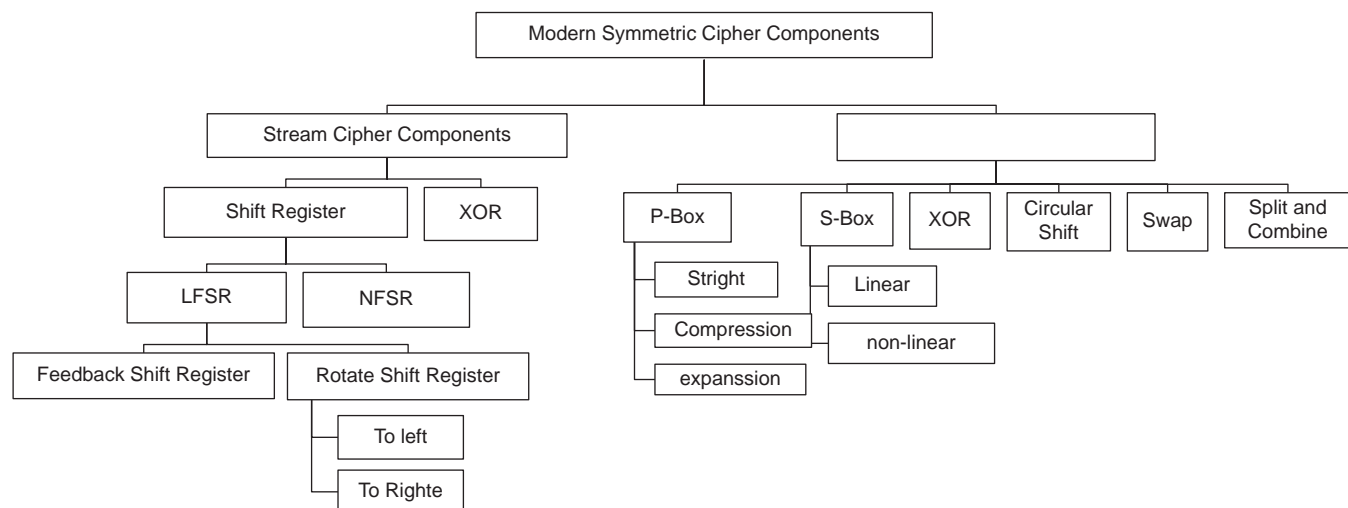 Modern Symmetric Cipher Components
Stream Cipher Components
Shift Register
XOR
P-Box
S-Box
XOR
Circular
Shift
Swap
Split and
Combine
LFSR
NFSR
Stright
Linear
Compression
non-linear
expanssion
Feedback Shift Register
Rotate Shift Register
To left
To Righte